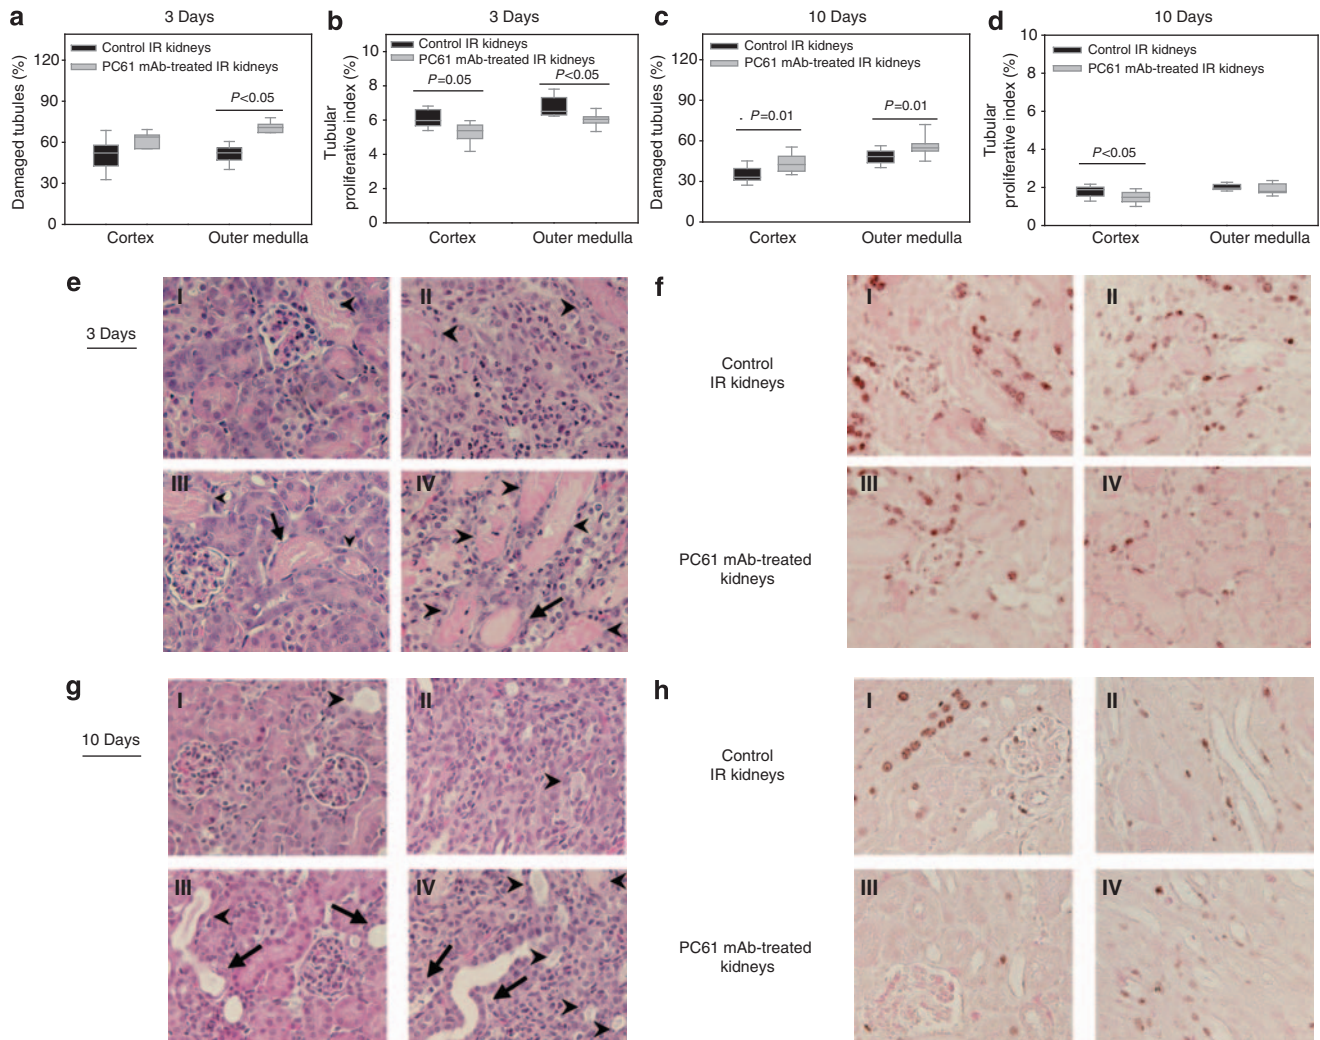 a
3 Days
Damaged tubules (%)
120
90
60
30
0
Control IR kidneys
PC61 mAb-treated IR kidneys
P<0.05
Cortex
Outer medulla
b
3 Days
Tubular
proliferative index (%)
10
8
6
4
2
0
Control IR kidneys
PC61 mAb-treated IR kidneys
P=0.05
P<0.05
Cortex
Outer medulla
c
10 Days
Damaged tubules (%)
120
90
60
30
0
Control IR kidneys
PC61 mAb-treated IR kidneys
P=0.01
P=0.01
Cortex
Outer medulla
d
10 Days
Tubular
proliferative index (%)
10
8
6
4
2
0
Control IR kidneys
PC61 mAb-treated IR kidneys
P<0.05
Cortex
Outer medulla
e
3 Days
I
II
III
IV
f
Control
IR kidneys
PC61 mAb-treated
kidneys
I
II
III
IV
g
10 Days
I
II
III
IV
h
Control
IR kidneys
PC61 mAb-treated
kidneys
I
II
III
IV